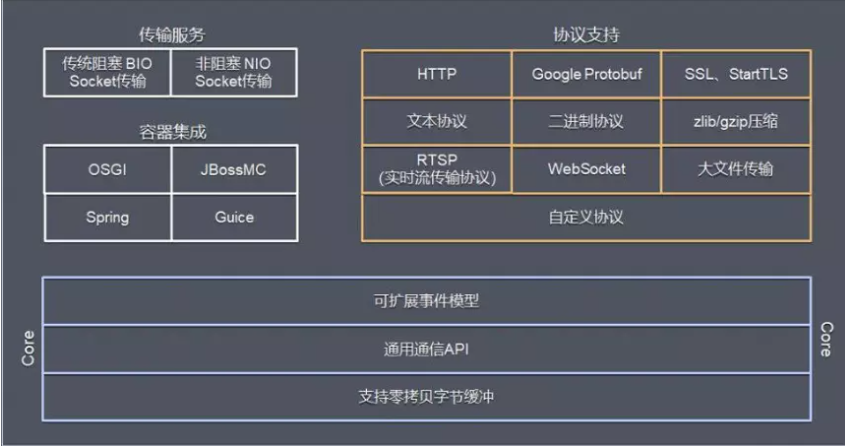 传输服务
传统阻塞 BIO
Socket传输
非阻塞 NIO
Socket传输
容器集成
OSGI
JBossMC
Spring
Guice
协议支持
HTTP
Google Protobuf
SSL、StartTLS
文本协议
二进制协议
zlib/gzip压缩
RTSP
(实时流传输协议)
WebSocket
大文件传输
自定义协议
Core
可扩展事件模型
通用通信API
支持零拷贝字节缓冲
Core